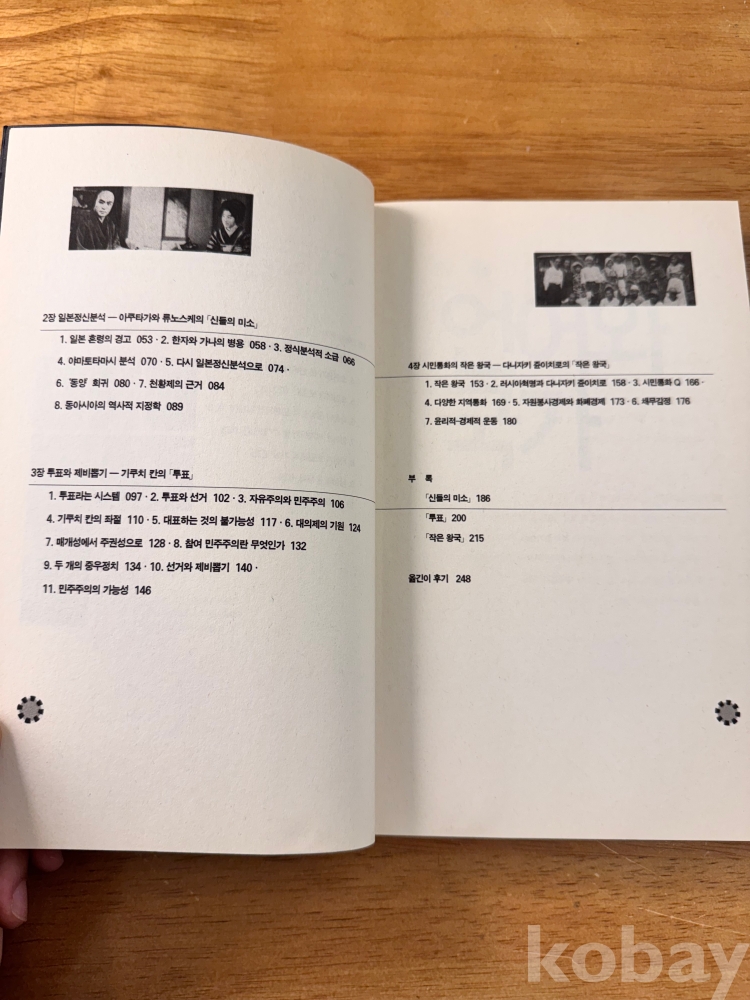 2장 일본정신분석 — 아쿠타가와 류노스케의 「신들의 미소」
1. 일본 혼령의 경고 053 · 2. 한자와 가나의 병용 058 · 3. 정신분석적 소급 066
4. 야마토타마시 분석 070 · 5. 다시 일본정신분석으로 074 ·
6. '동양' 회귀 080 · 7. 천황제의 근거 084
8. 동아시아의 역사적 지정학 089
3장 투표와 제비뽑기 — 기쿠치 칸의 「투표」
1. 투표라는 시스템 097 · 2. 투표와 선거 102 · 3. 자유주의와 민주주의 106
4. 기쿠치 칸의 좌절 110 · 5. 대표하는 것의 불가능성 117 · 6. 대의제의 기원 124
7. 매개성에서 주권성으로 128 · 8. 참여 민주주의란 무엇인가 132
9. 두 개의 중우정치 134 · 10. 선거와 제비뽑기 140 ·
11. 민주주의의 가능성 146
4장 시민통화의 작은 왕국 — 다니자키 쥰이치로의 「작은 왕국」
1. 작은 왕국 153 · 2. 러시아혁명과 다니자키 쥰이치로 158 · 3. 시민통화 Q 166 ·
4. 다양한 지역통화 169 · 5. 자원봉사경제와 화폐경제 173 · 6. 채무감정 176
7. 윤리적-경제적 운동 180
부 록
「신들의 미소」 186
「투표」 200
「작은 왕국」 215
옮긴이 후기 248
kobay